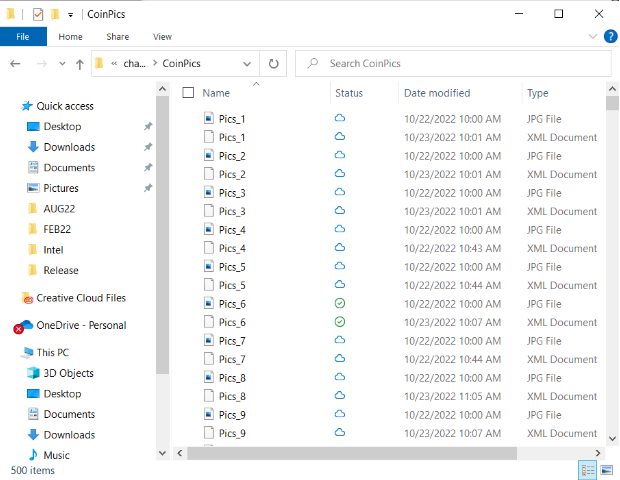 CoinPics
File Home Share View
« cha... > CoinPics
Search CoinPics
Name Status Date modified Type
Quick access
Desktop
Downloads
Documents
Pictures
AUG22
FEB22
Intel
Release
Creative Cloud Files
OneDrive - Personal
This PC
3D Objects
Desktop
Documents
Downloads
Music
Pics_1 10/22/2022 10:00 AM JPG File
Pics_1 10/23/2022 10:01 AM XML Document
Pics_2 10/22/2022 10:00 AM JPG File
Pics_2 10/23/2022 10:01 AM XML Document
Pics_3 10/22/2022 10:00 AM JPG File
Pics_3 10/23/2022 10:01 AM XML Document
Pics_4 10/22/2022 10:00 AM JPG File
Pics_4 10/22/2022 10:43 AM XML Document
Pics_5 10/22/2022 10:00 AM JPG File
Pics_5 10/22/2022 10:44 AM XML Document
Pics_6 10/22/2022 10:00 AM JPG File
Pics_6 10/23/2022 10:07 AM XML Document
Pics_7 10/22/2022 10:00 AM JPG File
Pics_7 10/22/2022 10:44 AM XML Document
Pics_8 10/22/2022 10:00 AM JPG File
Pics_8 10/23/2022 11:05 AM XML Document
Pics_9 10/22/2022 10:00 AM JPG File
Pics_9 10/23/2022 10:07 AM XML Document
500 items